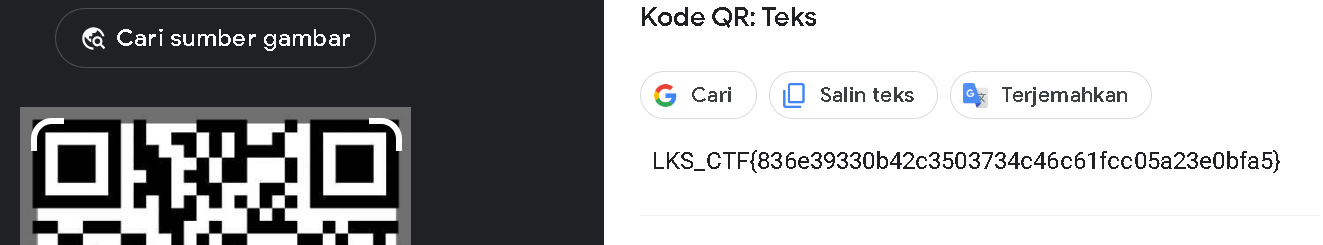 Cari sumber gambar
Kode QR: Teks
Cari
Salin teks
Terjemahkan
LKS_CTF{836e39330b42c3503734c46c61fcc05a23e0bfa5}